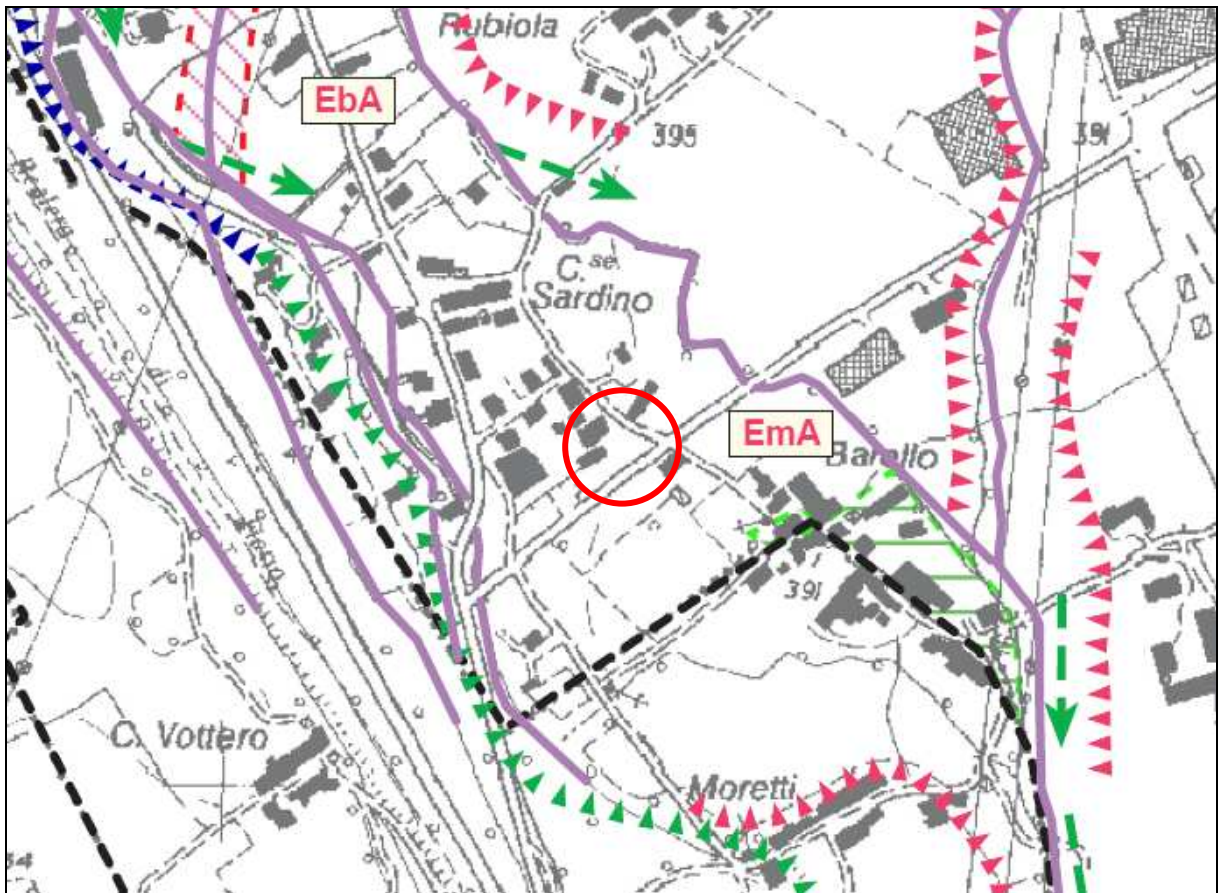 Rubiola
EbA
395
391
C.se
Sardino
EmA
Barello
391
C. Vottero
Moretti